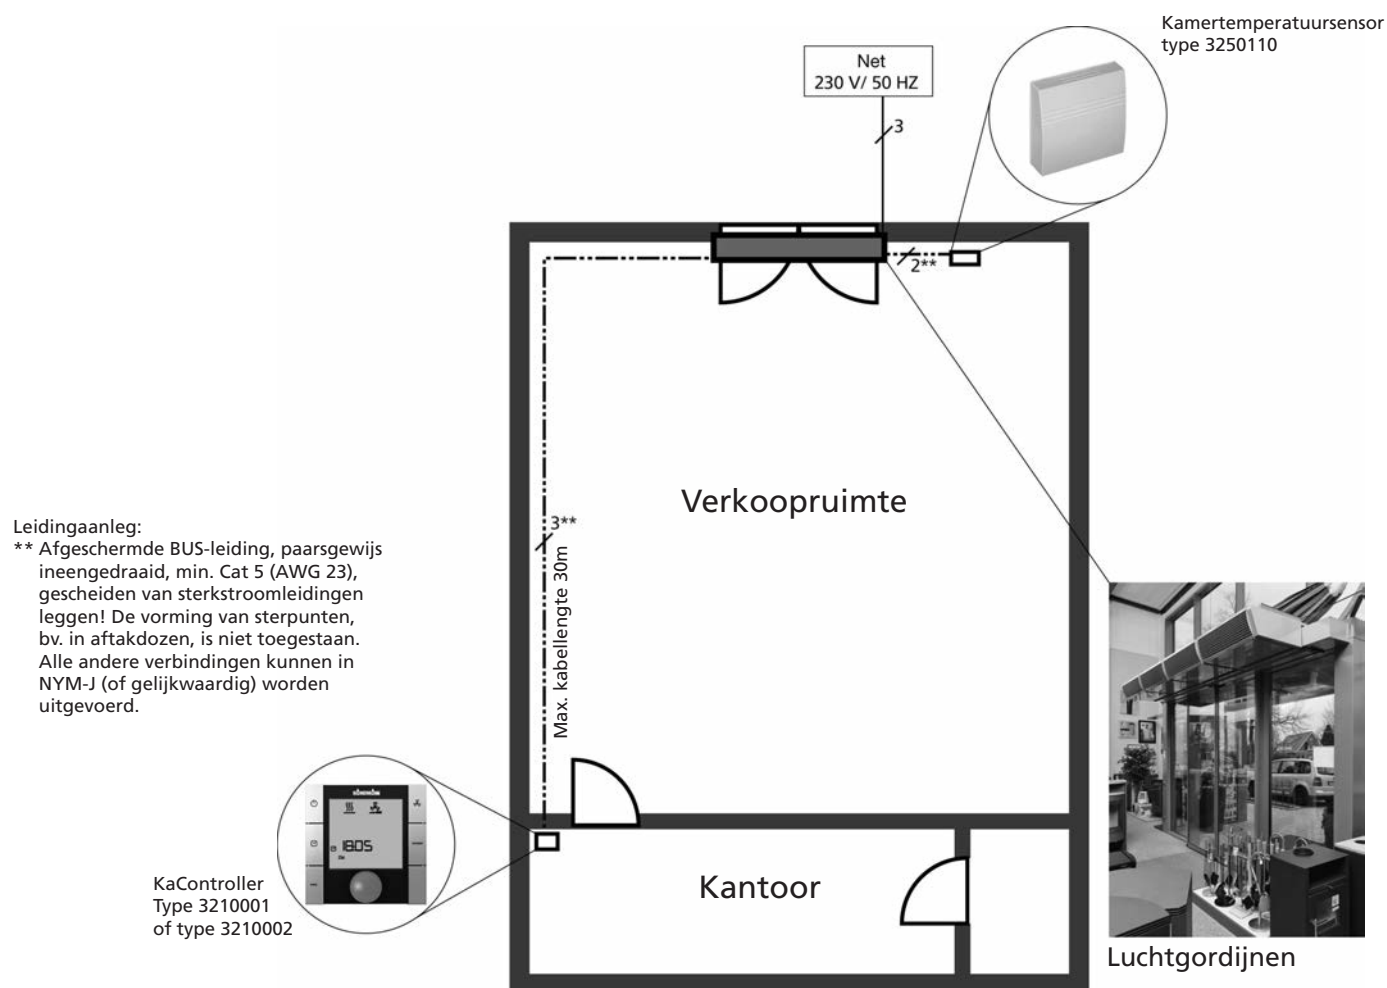 Kamertemperatuursensor
type 3250110
Net
230 V/ 50 HZ
3
2**
Verkoopruimte
3**
Max. kabellengte 30m
Leidingaanleg:
** Afgeschermde BUS-leiding, paarsgewijs
ineengedraaid, min. Cat 5 (AWG 23),
gescheiden van sterkstroomleidingen
leggen! De vorming van sterpunten,
bv. in aftakdozen, is niet toegestaan.
Alle andere verbindingen kunnen in
NYM-J (of gelijkwaardig) worden
uitgevoerd.
1805
KaController
Type 3210001
of type 3210002
Kantoor
Luchtgordijnen